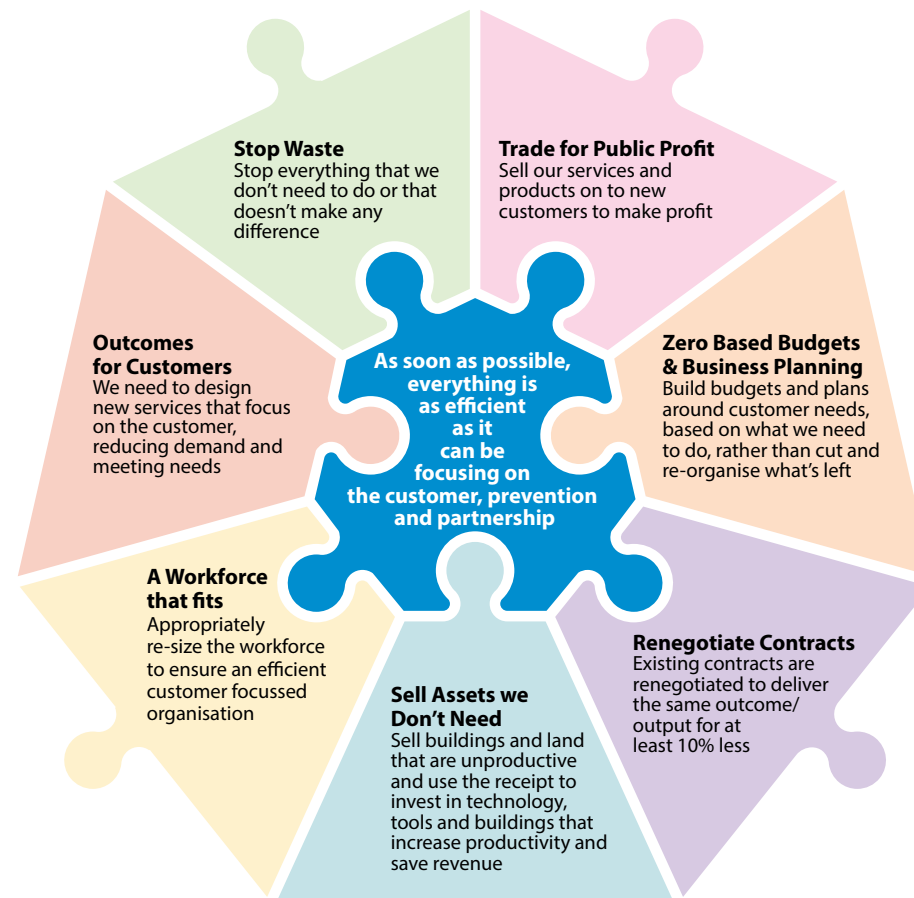 Stop Waste
Stop everything that we
don't need to do or that
doesn't make any
difference
Trade for Public Profit
Sell our services and
products on to new
customers to make profit
Outcomes
for Customers
We need to design
new services that focus
on the customer,
reducing demand and
meeting needs
As soon as possible,
everything is
as efficient
as it
can be
focusing on
the customer, prevention
and partnership
Zero Based Budgets
& Business Planning
Build budgets and plans
around customer needs,
based on what we need
to do, rather than cut and
re-organise what's left
A Workforce
that fits
Appropriately
re-size the workforce
to ensure an efficient
customer focussed
organisation
Sell Assets we
Don't Need
Sell buildings and land
that are unproductive
and use the receipt to
invest in technology,
tools and buildings that
increase productivity and
save revenue
Renegotiate Contracts
Existing contracts are
renegotiated to deliver
the same outcome/
output for at
least 10% less